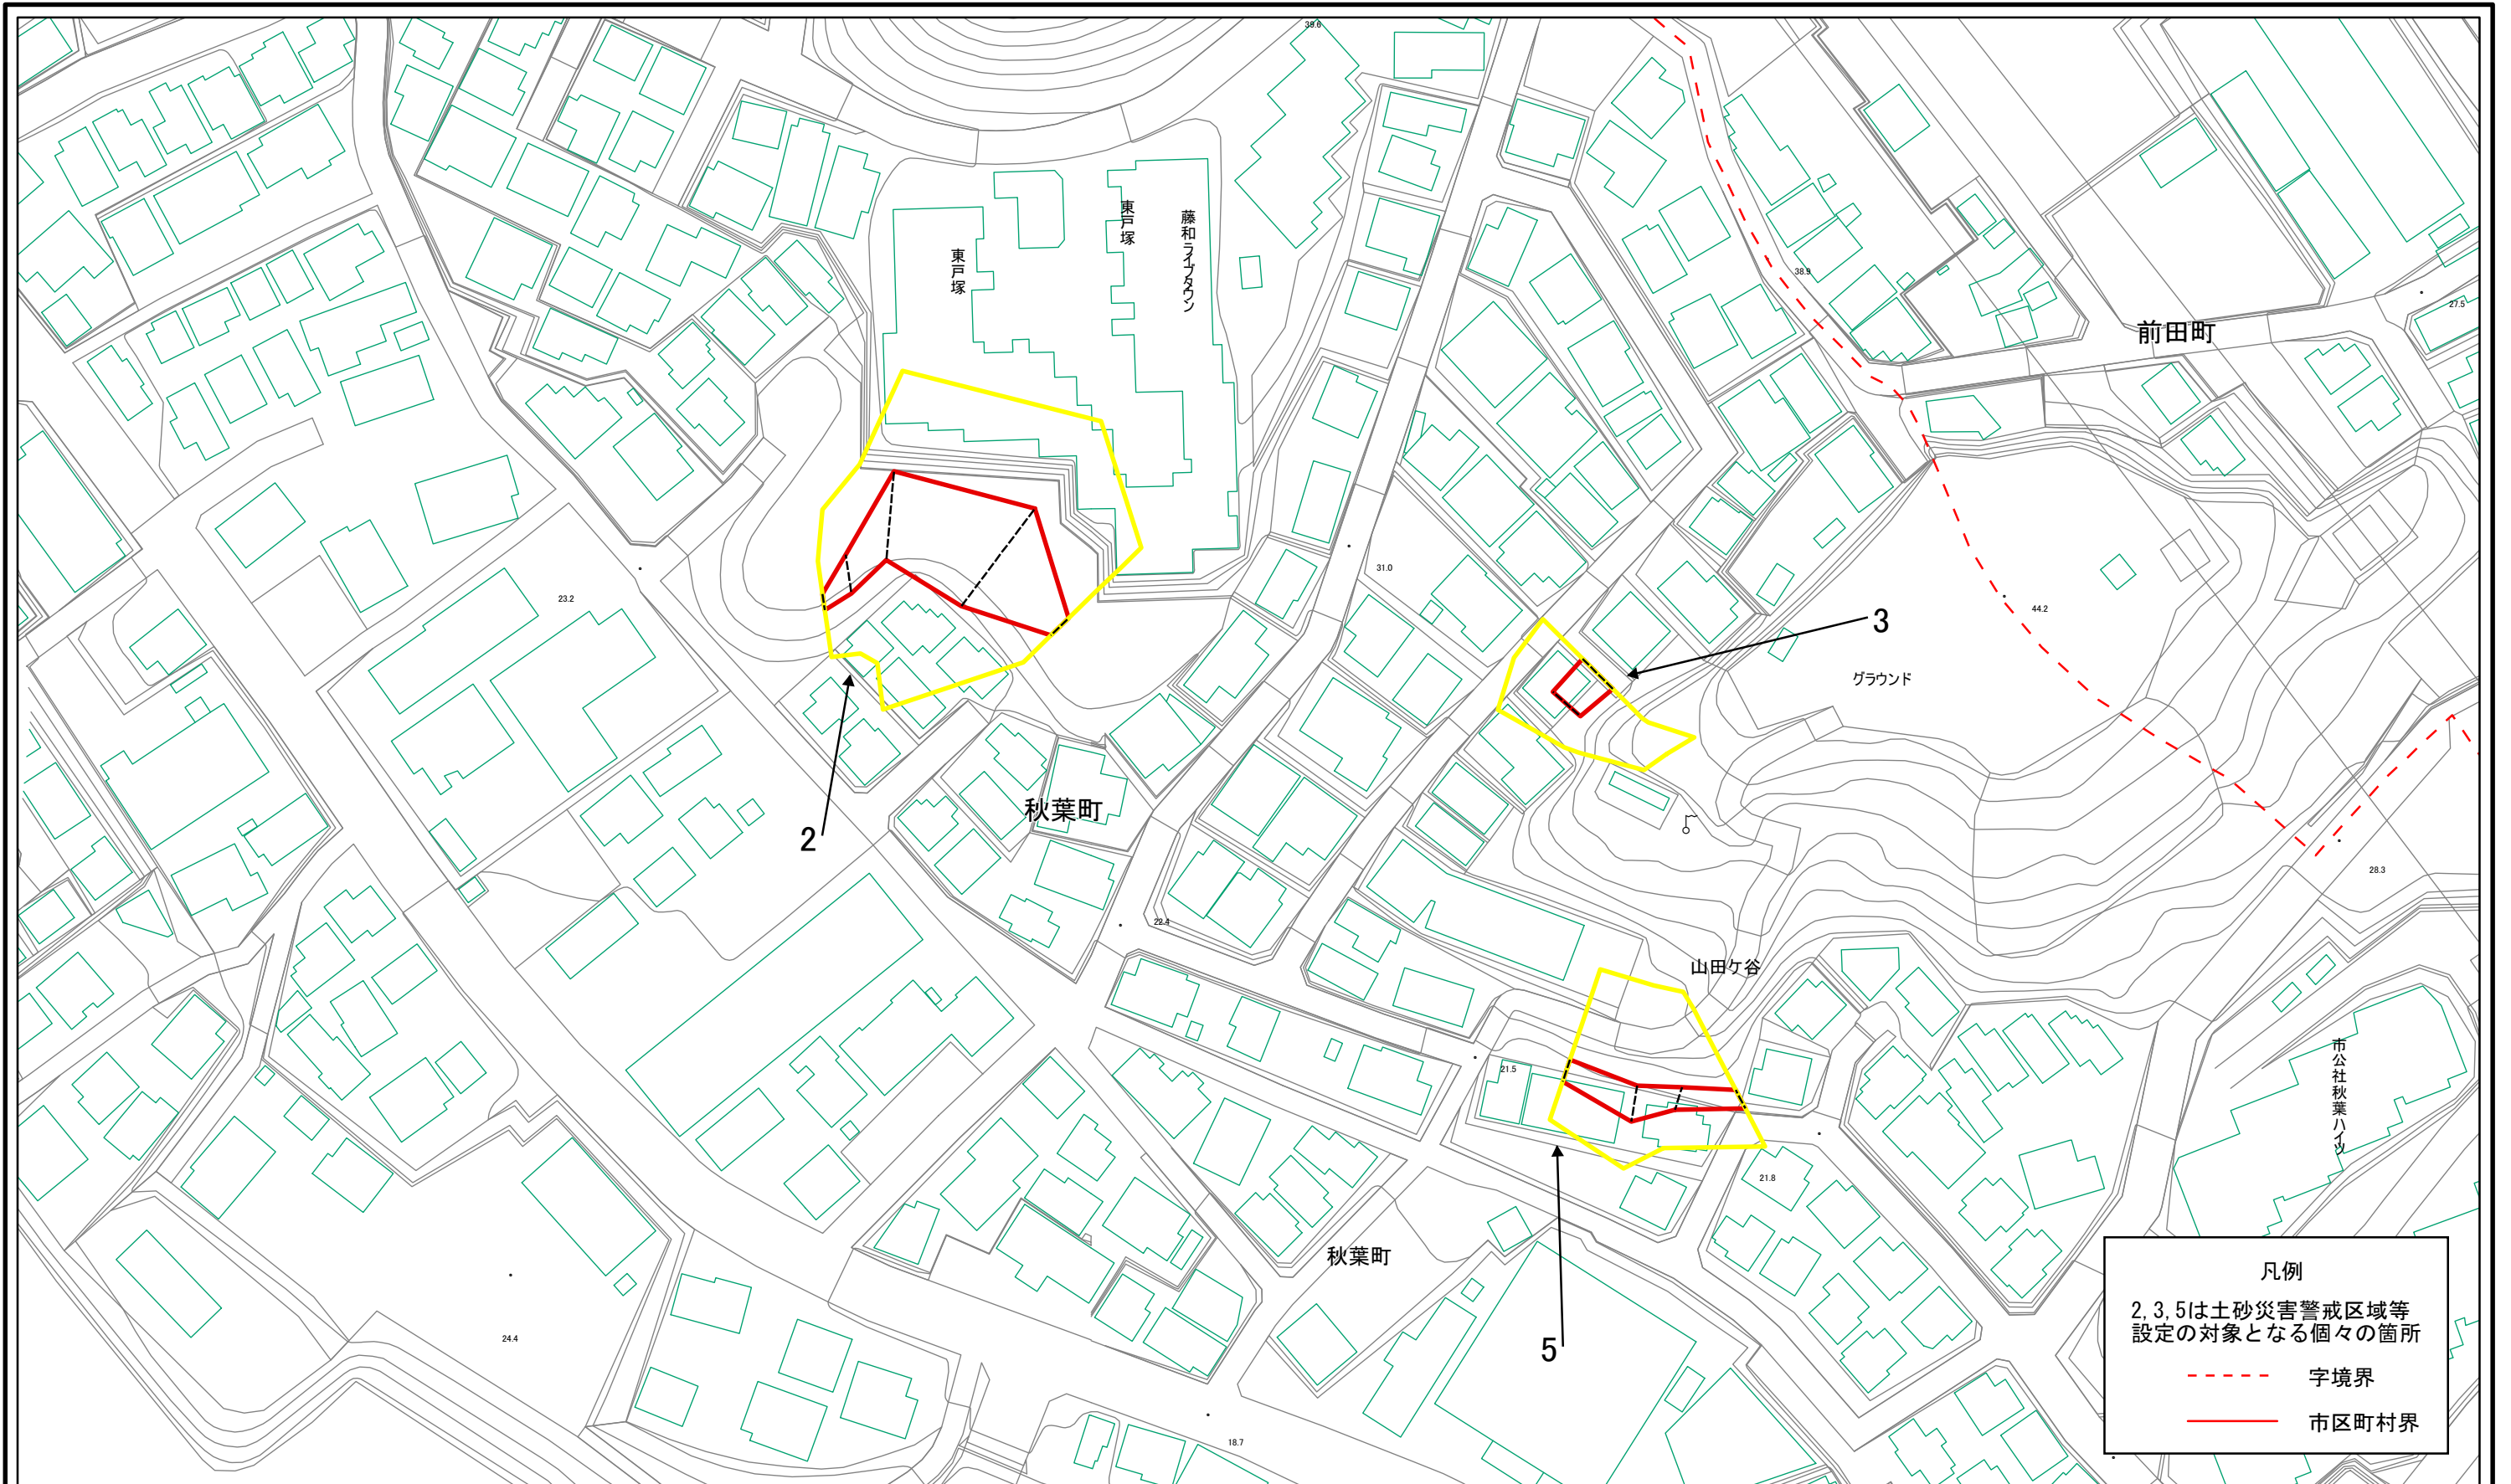 39.6
東戸塚
東戸塚
藤和ライブタウン
38.9
27.5
前田町
31.0
23.2
44.2
3
グラウンド
2
秋葉町
28.3
22.4
山田ケ谷
21.5
市公社秋葉ハイツ
21.8
秋葉町
5
24.4
18.7
凡例
2,3,5は土砂災害警戒区域等
設定の対象となる個々の箇所
字境界
市区町村界